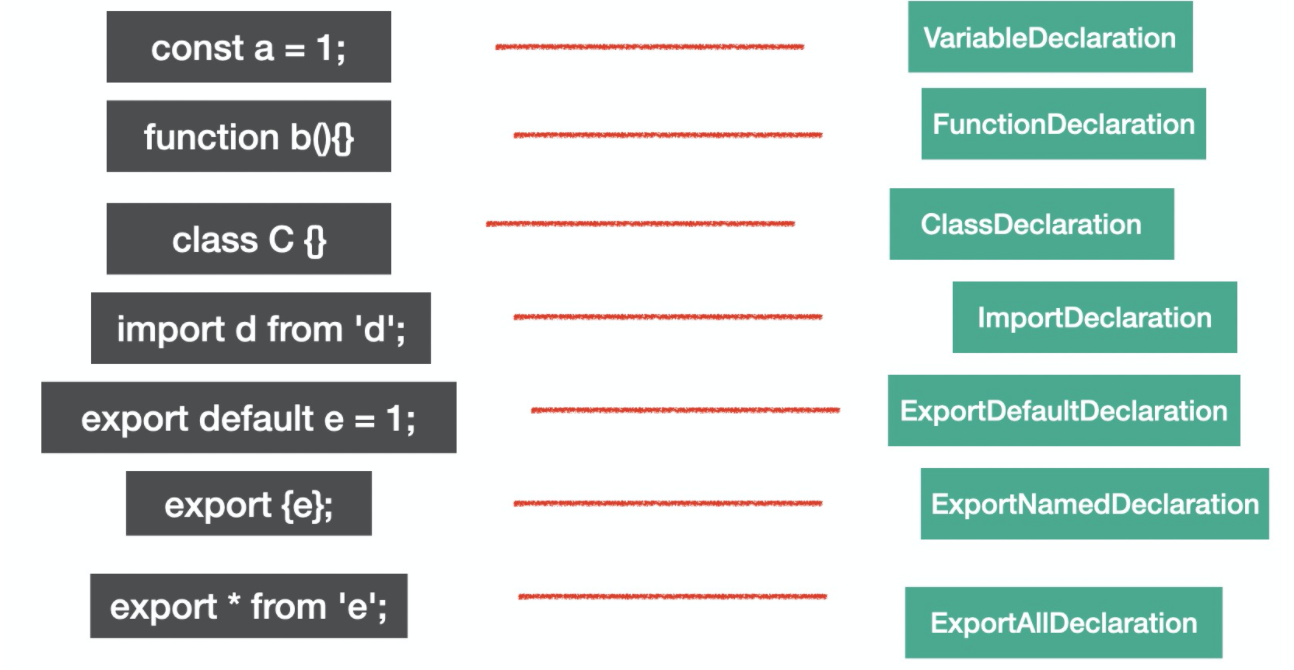 const a = 1;
VariableDeclaration
function b(){}
FunctionDeclaration
class C {}
ClassDeclaration
import d from 'd';
ImportDeclaration
export default e = 1;
ExportDefaultDeclaration
export {e};
ExportNamedDeclaration
export * from 'e';
ExportAllDeclaration